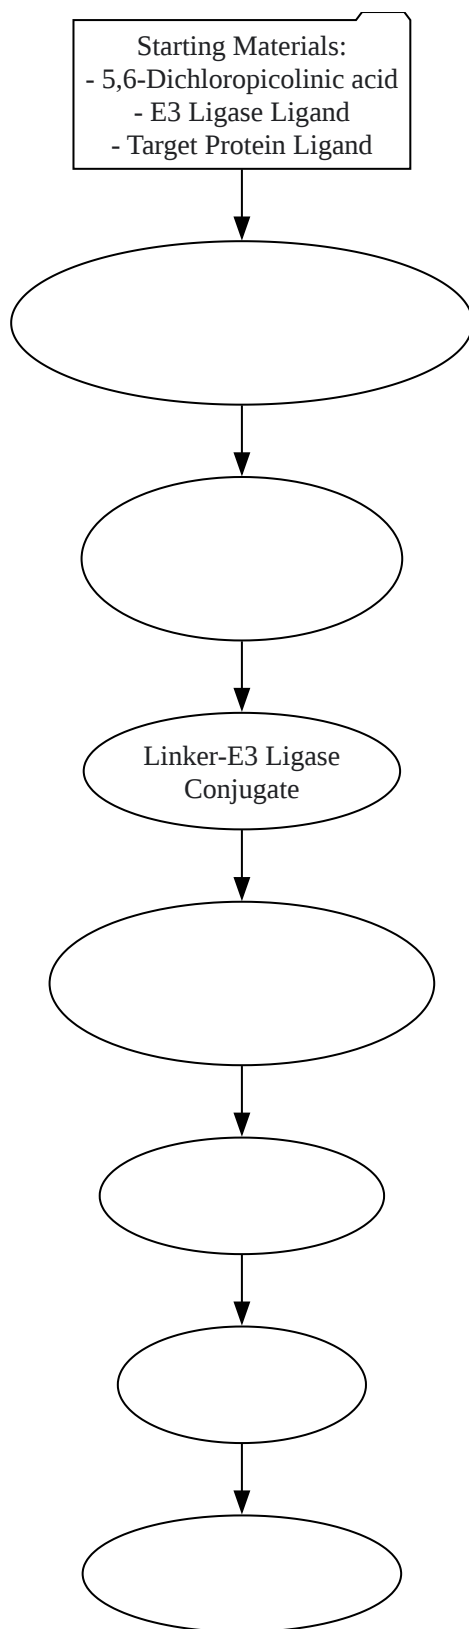 Starting Materials:
- 5,6-Dichloropicolinic acid
- E3 Ligase Ligand
- Target Protein Ligand
Linker-E3 Ligase
Conjugate